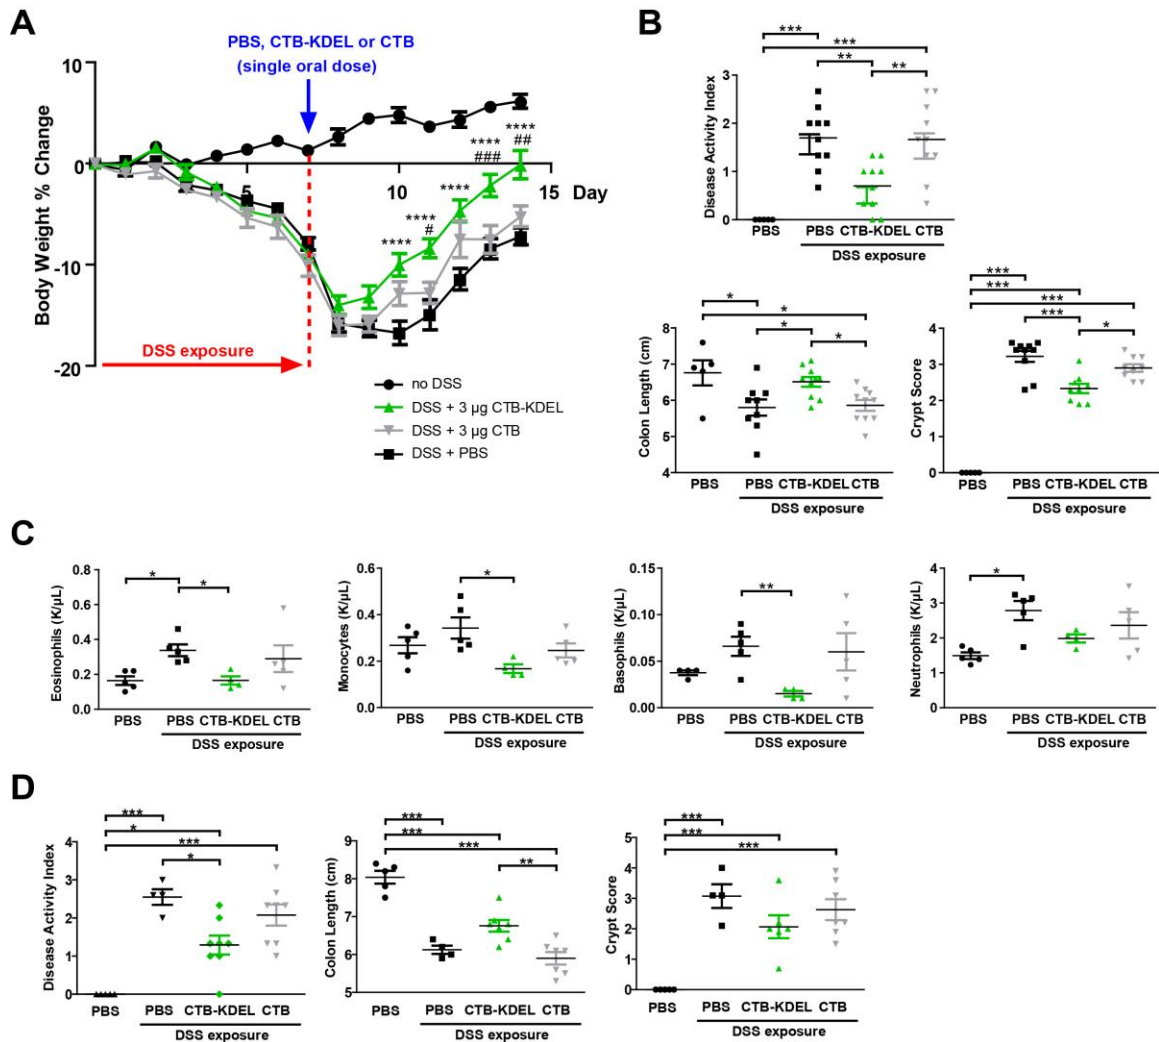 A
PBS, CTB-KDEL or CTB
(single oral dose)
Body Weight % Change
10
0
-10
-20
5
10
15
Day
****
****
#
****
****
###
****
##
DSS exposure
no DSS
DSS + 3 µg CTB-KDEL
DSS + 3 µg CTB
DSS + PBS
B
Disease Activity Index
3
2
1
0
***
***
**
**
PBS
PBS CTB-KDEL CTB
DSS exposure
Colon Length (cm)
8
7
6
5
4
*
*
*
*
PBS
PBS CTB-KDEL CTB
DSS exposure
Crypt Score
4
3
2
1
0
***
***
***
***
*
PBS
PBS CTB-KDEL CTB
DSS exposure
C
Eosinophils (K/µL)
0.8
0.6
0.4
0.2
0.0
*
*
PBS
PBS CTB-KDEL CTB
DSS exposure
Monocytes (K/µL)
0.6
0.4
0.2
0.0
*
PBS
PBS CTB-KDEL CTB
DSS exposure
Basophils (K/µL)
0.15
0.10
0.05
0.00
**
PBS
PBS CTB-KDEL CTB
DSS exposure
Neutrophils (K/µL)
4
3
2
1
0
*
PBS
PBS CTB-KDEL CTB
DSS exposure
D
Disease Activity Index
4
3
2
1
0
***
*
***
*
PBS
PBS CTB-KDEL CTB
DSS exposure
Colon Length (cm)
9
8
7
6
5
***
***
***
**
PBS
PBS CTB-KDEL CTB
DSS exposure
Crypt Score
5
4
3
2
1
0
***
***
***
PBS
PBS CTB-KDEL CTB
DSS exposure